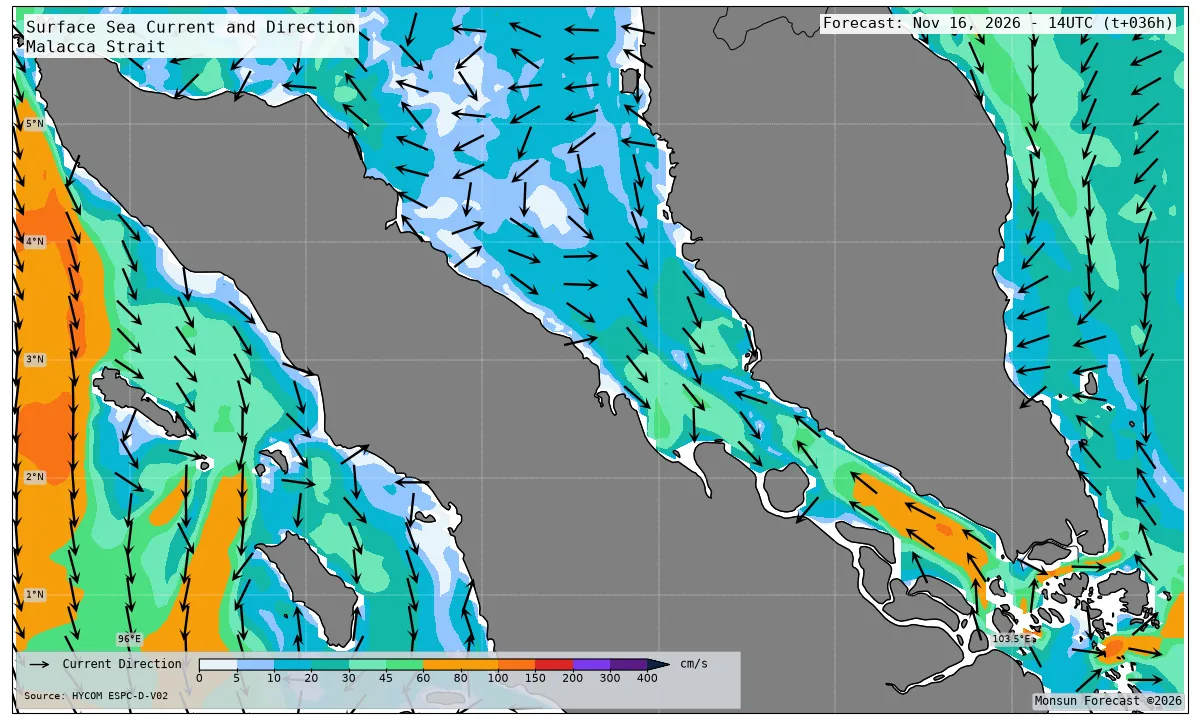 Surface Sea Current and Direction
Malacca Strait
Forecast: Nov 16, 2026 - 14UTC (t+036h)
5°N
4°N
3°N
2°N
1°N
96°E
103.5°E
Current Direction
0 5 10 20 30 45 60 80 100 150 200 300 400
cm/s
Source: HYCOM ESPC-D-V02
Monsun Forecast ©2026